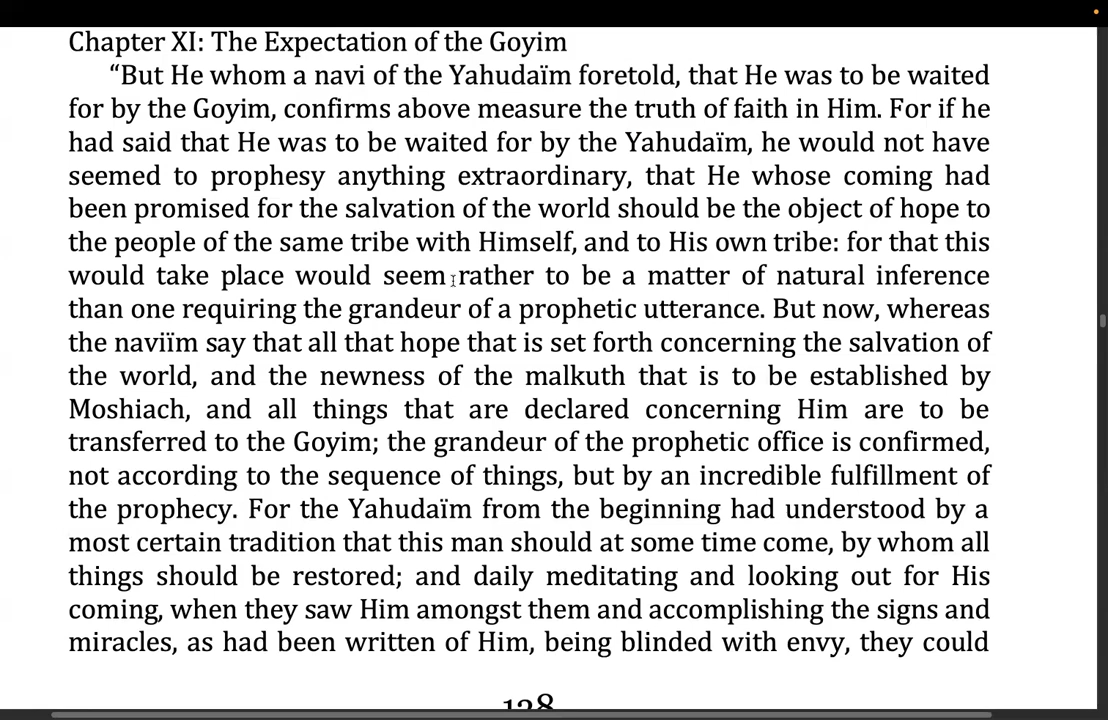 Chapter XI: The Expectation of the Goyim
“But He whom a navi of the Yahudaïm foretold, that He was to be waited
for by the Goyim, confirms above measure the truth of faith in Him. For if he
had said that He was to be waited for by the Yahudaïm, he would not have
seemed to prophesy anything extraordinary, that He whose coming had
been promised for the salvation of the world should be the object of hope to
the people of the same tribe with Himself, and to His own tribe: for that this
would take place would seem rather to be a matter of natural inference
than one requiring the grandeur of a prophetic utterance. But now, whereas
the naviïm say that all that hope that is set forth concerning the salvation of
the world, and the newness of the malkuth that is to be established by
Moshiach, and all things that are declared concerning Him are to be
transferred to the Goyim; the grandeur of the prophetic office is confirmed,
not according to the sequence of things, but by an incredible fulfillment of
the prophecy. For the Yahudaïm from the beginning had understood by a
most certain tradition that this man should at some time come, by whom all
things should be restored; and daily meditating and looking out for His
coming, when they saw Him amongst them and accomplishing the signs and
miracles, as had been written of Him, being blinded with envy, they could